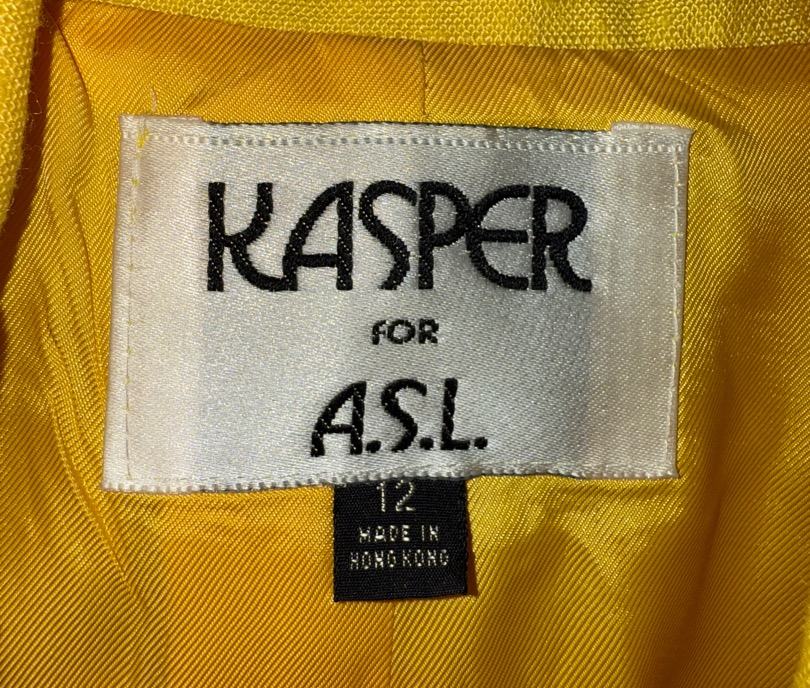 KASPER
FOR
A.S.L.
12
MADE IN
HONG KONG